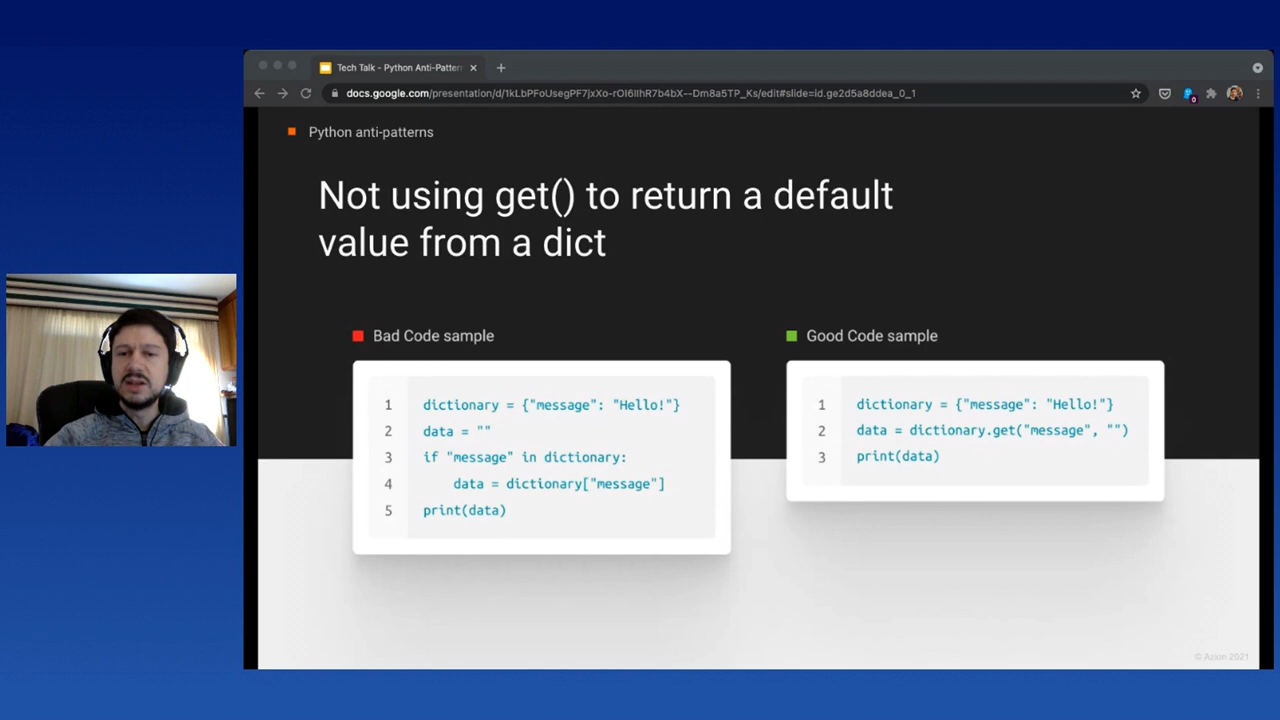 Tech Talk - Python Anti-Pattern
docs.google.com/presentation/d/1kLbPFoUsegPF7jxXo-rOI6IIhR7b4bX--Dm8a5TP_Ks/edit#slide=id.ge2d5a8ddea_0_1
Python anti-patterns
Not using get() to return a default
value from a dict
Bad Code sample
1 dictionary = {"message": "Hello!"}
2 data = ""
3 if "message" in dictionary:
4 data = dictionary["message"]
5 print(data)
Good Code sample
1 dictionary = {"message": "Hello!"}
2 data = dictionary.get("message", "")
3 print(data)
© Azion 2021